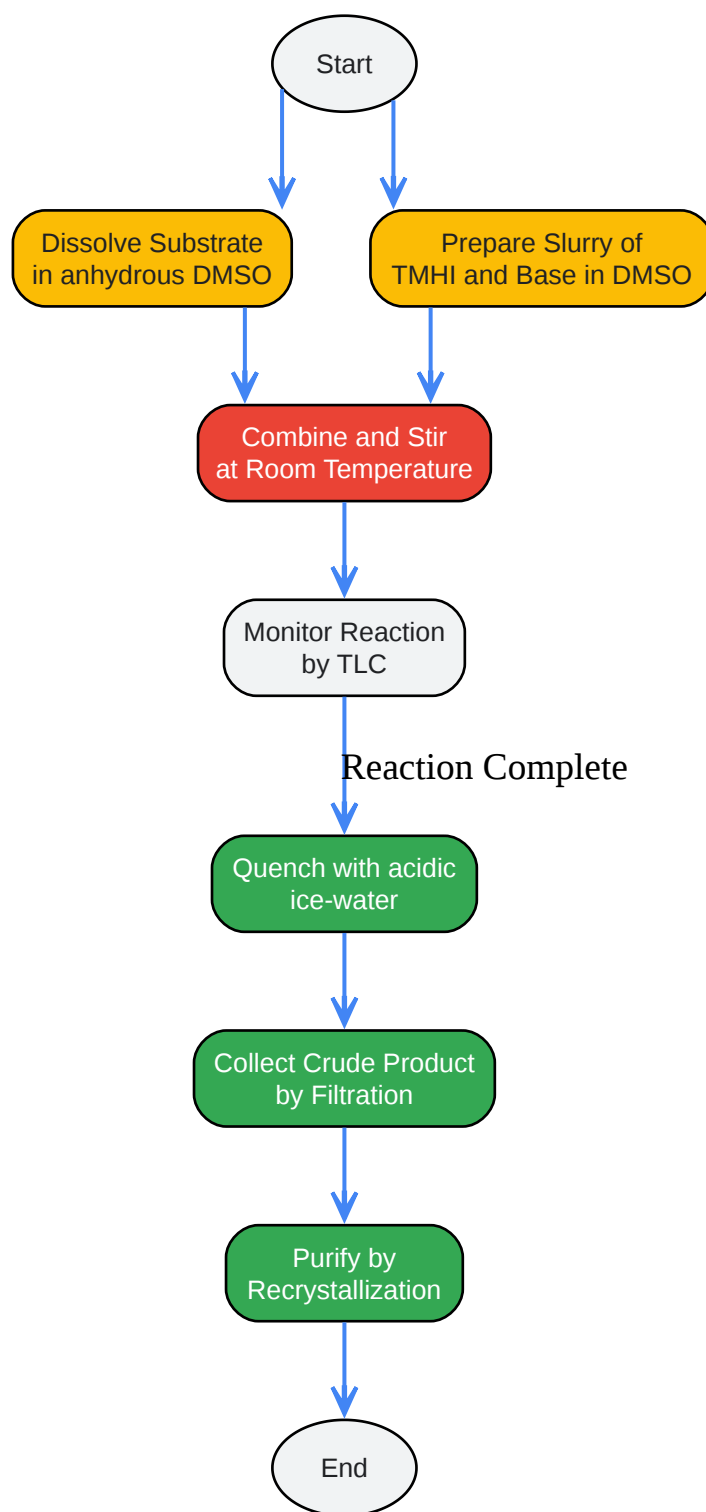 Start
Dissolve Substrate
in anhydrous DMSO
Prepare Slurry of
TMHI and Base in DMSO
Combine and Stir
at Room Temperature
Monitor Reaction
by TLC
Reaction Complete
Quench with acidic
ice-water
Collect Crude Product
by Filtration
Purify by
Recrystallization
End